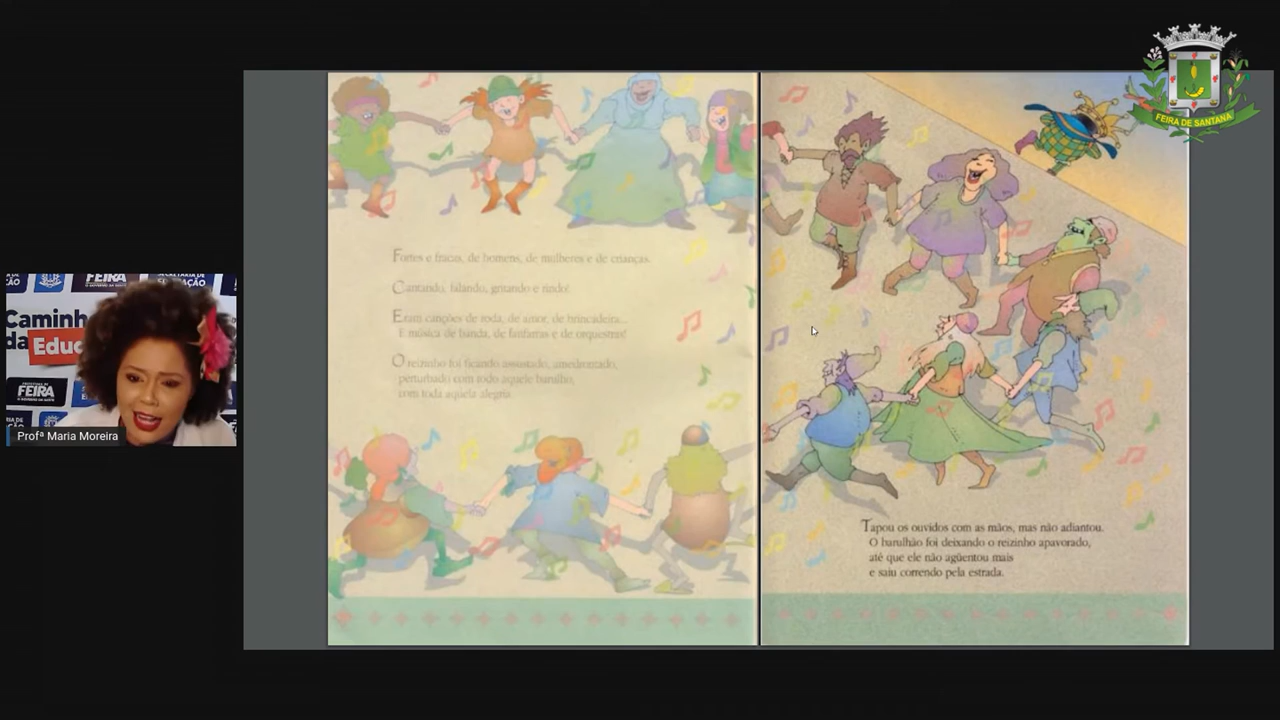 FEIRA DE SANTANA
Fortes e fracas, de homens, de mulheres e de crianças.
Cantando, falando, gritando e rindo!
Eram canções de roda, de amor, de brincadeira...
E música de banda, de fanfarras e de orquestras!
O reizinho foi ficando assustado, amedrontado,
perturbado com todo aquele barulho,
com toda aquela alegria.
Tapou os ouvidos com as mãos, mas não adiantou.
O barulhão foi deixando o reizinho apavorado,
até que ele não agüentou mais
e saiu correndo pela estrada.
FEIRA
Caminh
da Educ
FEIRA
Profª Maria Moreira